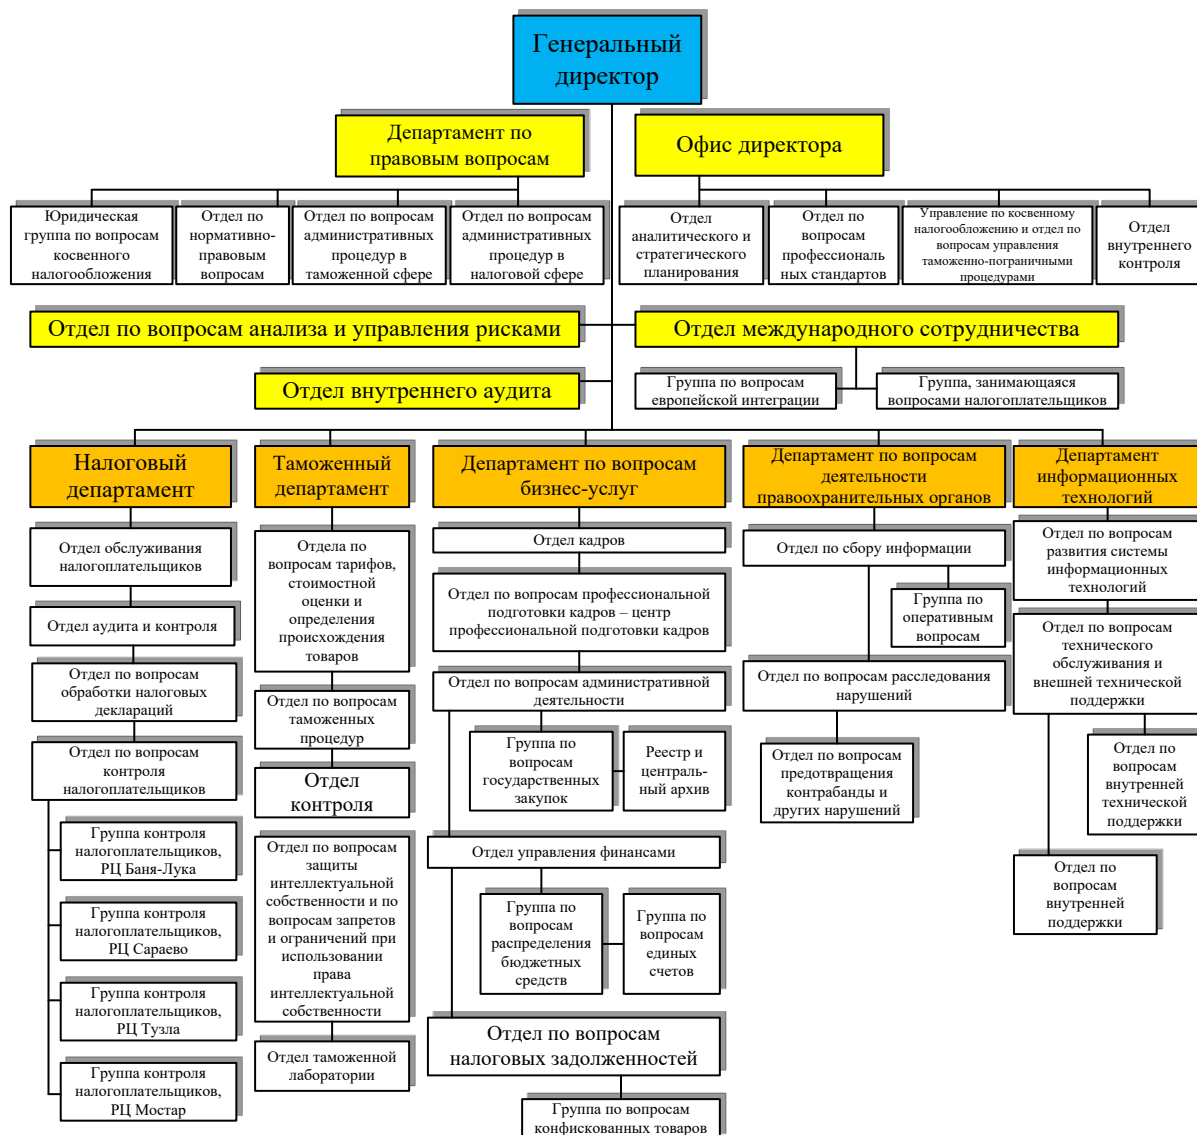 Генеральный
директор
Департамент по
правовым вопросам
Офис директора
Юридическая
группа по вопросам
косвенного
налогообложения
Отдел по
нормативно-
правовым
вопросам
Отдел по вопросам
административных
процедур в
таможенной сфере
Отдел по вопросам
административных
процедур в
налоговой сфере
Отдел
аналитического и
стратегического
планирования
Отдел по
вопросам
профессиональ
ных стандартов
Управление по косвенному
налогообложению и отдел по
вопросам управления
таможенно-пограничными
процедурами
Отдел
внутреннего
контроля
Отдел по вопросам анализа и управления рисками
Отдел международного сотрудничества
Отдел внутреннего аудита
Группа по вопросам
европейской интеграции
Группа, занимающаяся
вопросами налогоплательщиков
Налоговый
департамент
Таможенный
департамент
Департамент по вопросам
бизнес-услуг
Департамент по вопросам
деятельности
правоохранительных органов
Департамент
информационных
технологий
Отдел обслуживания
налогоплательщиков
Отдел аудита и контроля
Отдел по вопросам
обработки налоговых
деклараций
Отдел по вопросам
контроля
налогоплательщиков
Группа контроля
налогоплательщиков,
РЦ Баня-Лука
Группа контроля
налогоплательщиков,
РЦ Сараево
Группа контроля
налогоплательщиков,
РЦ Тузла
Группа контроля
налогоплательщиков,
РЦ Мостар
Отдела по
вопросам тарифов,
стоимостной
оценки и
определения
происхождения
товаров
Отдел по вопросам
таможенных
процедур
Отдел
контроля
Отдел по вопросам
защиты
интеллектуальной
собственности и по
вопросам запретов
и ограничений при
использовании
права
интеллектуальной
собственности
Отдел таможенной
лаборатории
Отдел кадров
Отдел по вопросам профессиональной
подготовки кадров – центр
профессиональной подготовки кадров
Отдел по вопросам административной
деятельности
Группа по
вопросам
государственных
закупок
Реестр и
централь-
ный архив
Отдел управления финансами
Группа по
вопросам
распределения
бюджетных
средств
Группа по
вопросам
единых
счетов
Отдел по вопросам
налоговых задолженностей
Группа по вопросам
конфискованных товаров
Отдел по сбору информации
Группа по
оперативным
вопросам
Отдел по вопросам расследования
нарушений
Отдел по вопросам
предотвращения
контрабанды и
других нарушений
Отдел по вопросам
развития системы
информационных
технологий
Отдел по вопросам
технического
обслуживания и
внешней технической
поддержки
Отдел по
вопросам
внутренней
технической
поддержки
Отдел по
вопросам
внутренней
поддержки